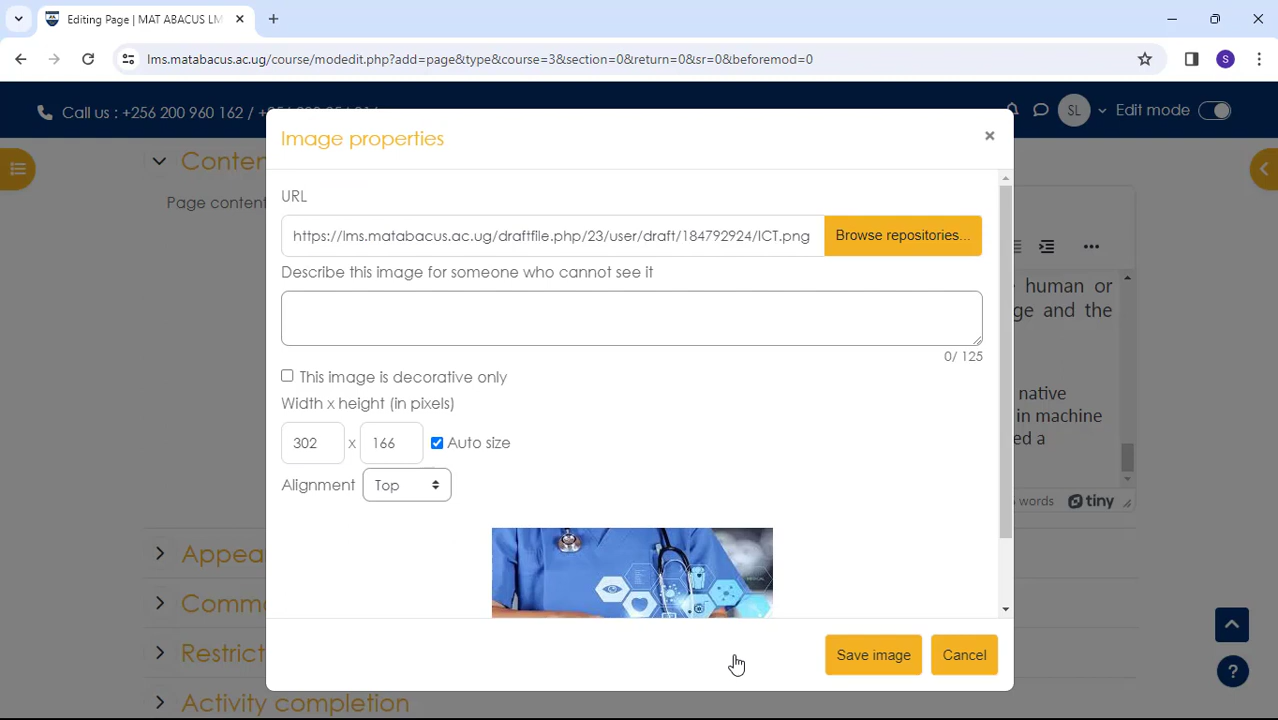 Editing Page | MAT ABACUS LM
lms.matabacus.ac.ug/course/modedit.php?add=page&type&course=3&section=0&return=0&sr=0&beforemod=0
S
Call us : +256 200 960 162 /
SL
Edit mode
Image properties
×
Conten
Page content
URL
https://lms.matabacus.ac.ug/draftfile.php/23/user/draft/184792924/ICT.png
Browse repositories...
Describe this image for someone who cannot see it
human or
ge and the
0/ 125
This image is decorative only
native
Width x height (in pixels)
in machine
302 x 166 Auto size
ed a
Alignment Top
words tiny
Appea
Comm
Restrict
Save image
Cancel
?
Activity completion